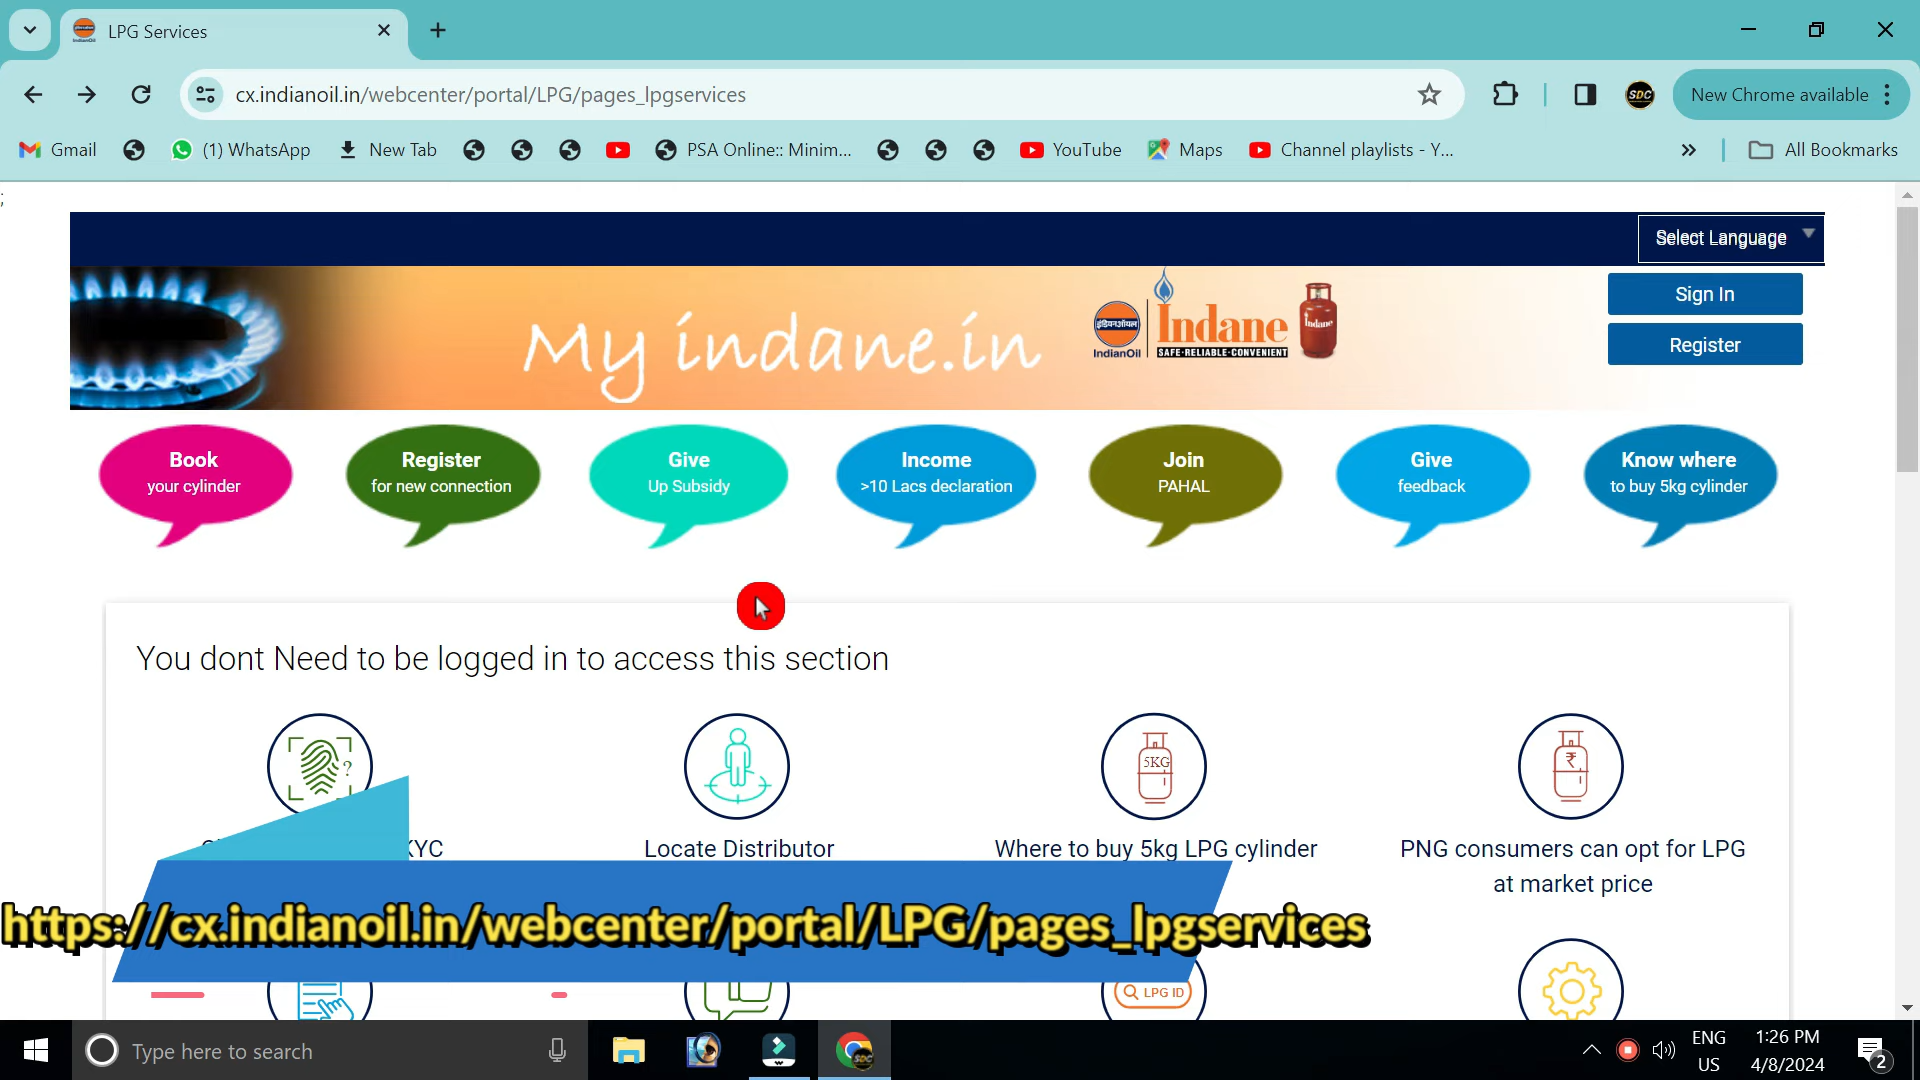 LPG Services
cx.indianoil.in/webcenter/portal/LPG/pages_lpgservices
SDC
New Chrome available
Gmail
(1) WhatsApp
New Tab
PSA Online:: Minim...
YouTube
Maps
Channel playlists - Y...
»
All Bookmarks
;
Select Language
My indane.in
इंडियनऑयल
IndianOil
Indane
SAFE·RELIABLE·CONVENIENT
Indane
Sign In
Register
Book
your cylinder
Register
for new connection
Give
Up Subsidy
Income
>10 Lacs declaration
Join
PAHAL
Give
feedback
Know where
to buy 5kg cylinder
You dont Need to be logged in to access this section
?
5KG
₹
KYC
Locate Distributor
Where to buy 5kg LPG cylinder
PNG consumers can opt for LPG
at market price
https://cx.indianoil.in/webcenter/portal/LPG/pages_lpgservices
LPG ID
Type here to search
SDC
ENG
US
1:26 PM
4/8/2024
2